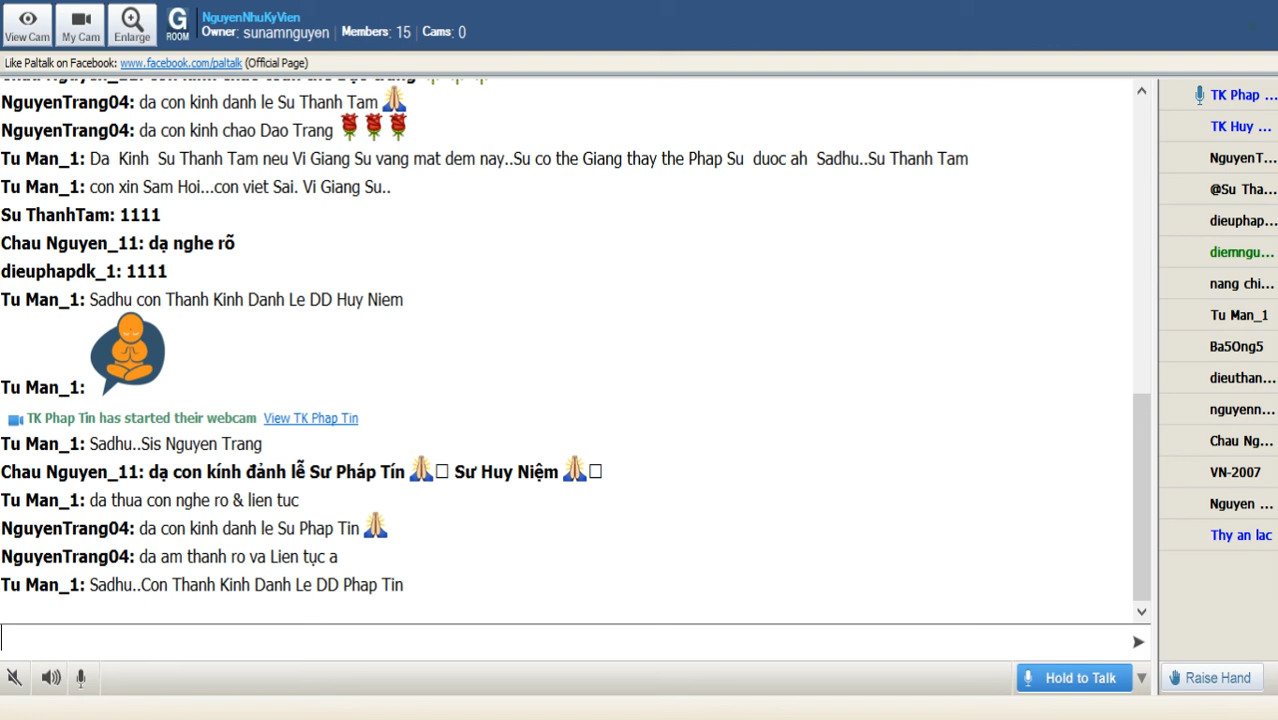 View Cam
My Cam
Enlarge
G
ROOM
NguyenNhuKyVien
Owner: sunamnguyen Members: 15 Cams: 0
Like Paltalk on Facebook: www.facebook.com/paltalk (Official Page)
NguyenTrang04: da con kinh danh le Su Thanh Tam
NguyenTrang04: da con kinh chao Dao Trang
Tu Man_1: Da Kinh Su Thanh Tam neu Vi Giang Su vang mat dem nay..Su co the Giang thay the Phap Su duoc ah Sadhu..Su Thanh Tam
Tu Man_1: con xin Sam Hoi...con viet Sai. Vi Giang Su..
Su ThanhTam: 1111
Chau Nguyen_11: dạ nghe rõ
dieuphapdk_1: 1111
Tu Man_1: Sadhu con Thanh Kinh Danh Le DD Huy Niem
Tu Man_1:
TK Phap Tin has started their webcam View TK Phap Tin
Tu Man_1: Sadhu..Sis Nguyen Trang
Chau Nguyen_11: dạ con kính đảnh lễ Sư Pháp Tín Sư Huy Niệm
Tu Man_1: da thua con nghe ro & lien tuc
NguyenTrang04: da con kinh danh le Su Phap Tin
NguyenTrang04: da am thanh ro va Lien tục a
Tu Man_1: Sadhu..Con Thanh Kinh Danh Le DD Phap Tin
Hold to Talk
TK Phap ...
TK Huy ...
NguyenT...
@Su Tha...
dieuphap...
diemngu...
nang chi...
Tu Man_1
Ba5Ong5
dieuthan...
nguyenn...
Chau Ng...
VN-2007
Nguyen ...
Thy an lac
Raise Hand